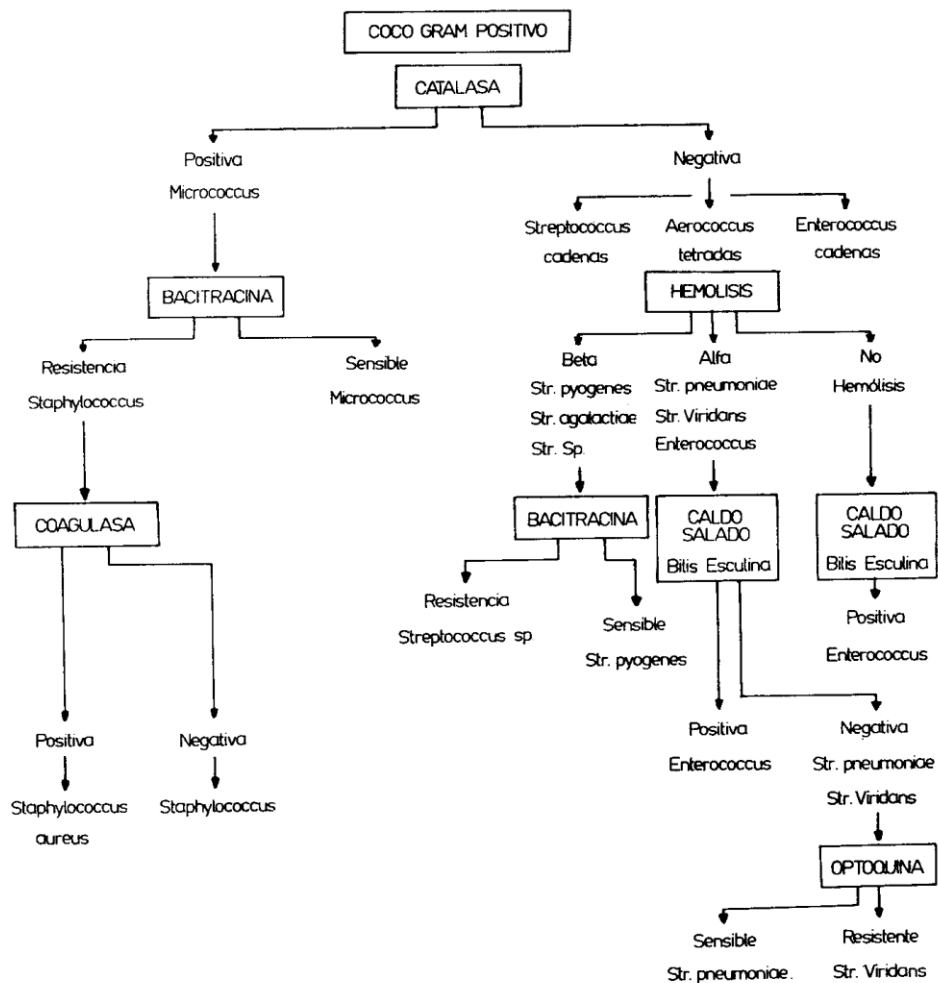 COCO GRAM POSITIVO
CATALASA
Positiva
Micrococcus
Negativa
Streptococcus
cadenas
Aerococcus
tetradas
Enterococcus
cadenas
BACITRACINA
Resistencia
Staphylococcus
Sensible
Micrococcus
HEMOLISIS
Beta
Str. pyogenes
Str. agalactiae
Str. Sp.
Alfa
Str. pneumoniae
Str. Viridans
Enterococcus
No
Hemólisis
COAGULASA
Positiva
Staphylococcus
aureus
Negativa
Staphylococcus
BACITRACINA
Resistencia
Streptococcus sp
Sensible
Str. pyogenes
CALDO
SALADO
Bilis Esculina
Positiva
Enterococcus
Negativa
Str. pneumoniae
Str. Viridans
CALDO
SALADO
Bilis Esculina
Positiva
Enterococcus
OPTOQUINA
Sensible
Str. pneumoniae.
Resistente
Str. Viridans